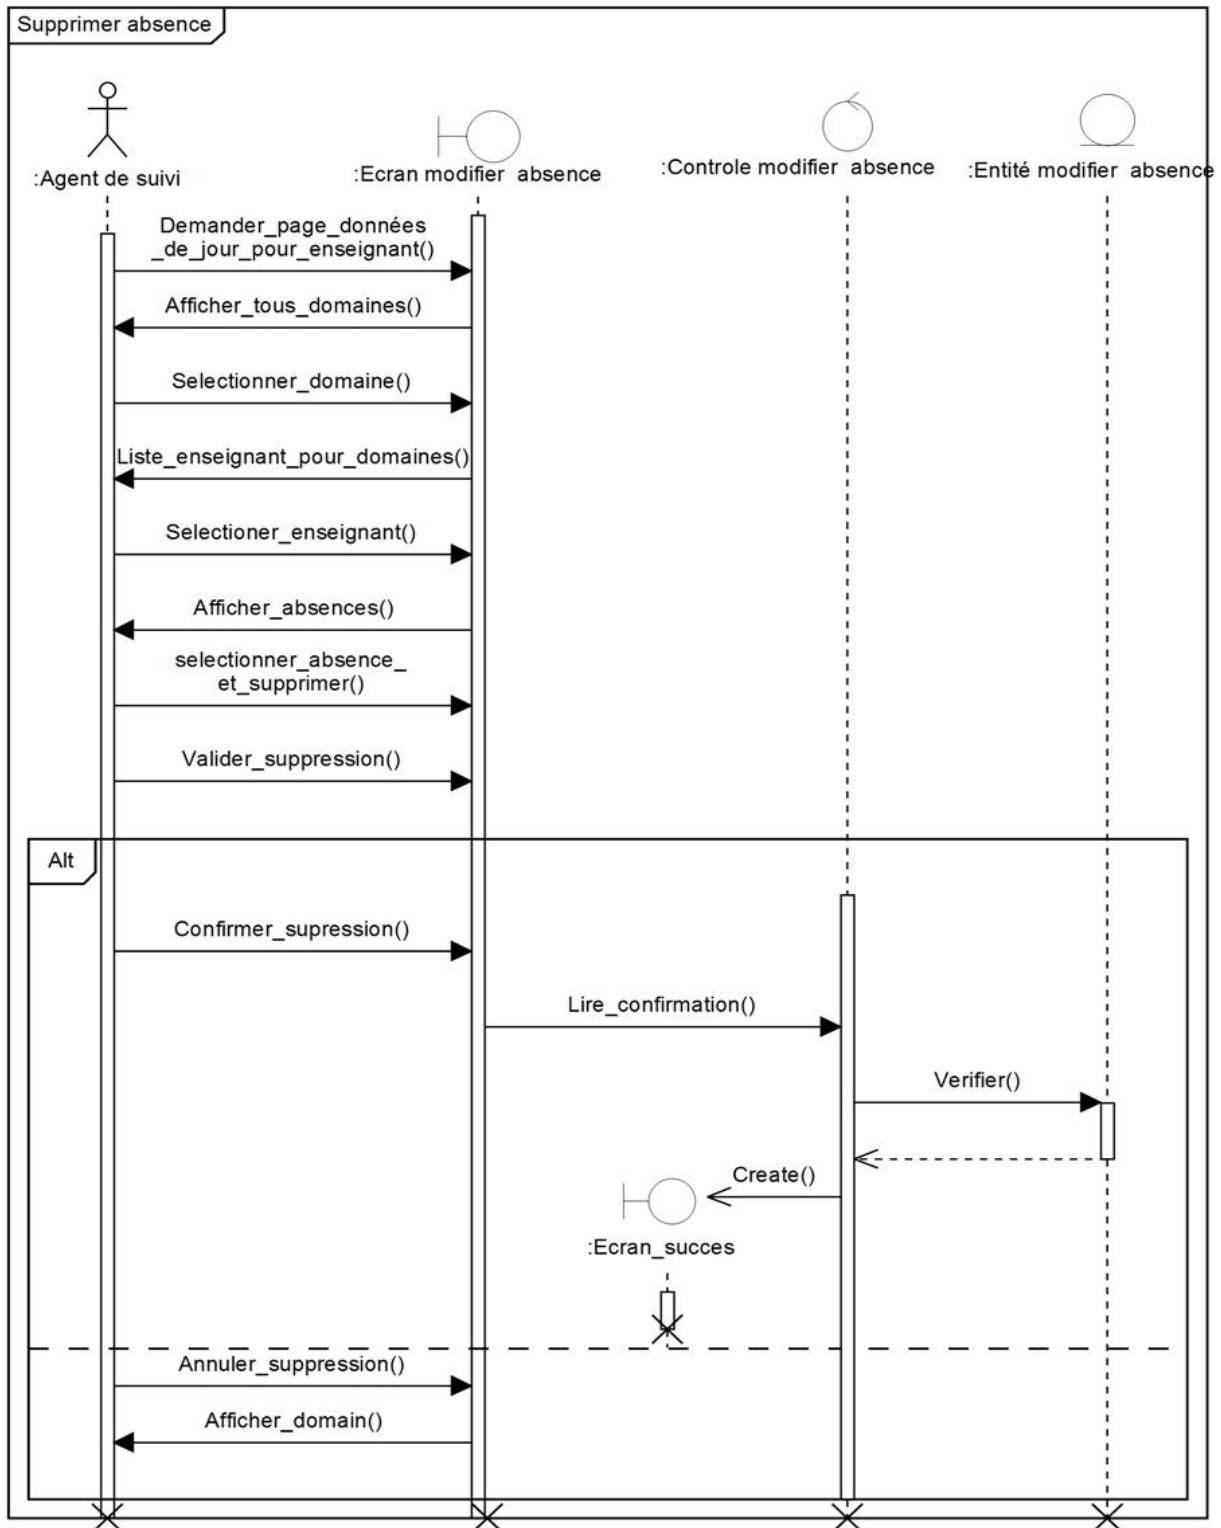 Supprimer absence
:Agent de suivi
:Ecran modifier absence
:Controle modifier absence
:Entité modifier absence
Demander_page_données
_de_jour_pour_enseignant()
Afficher_tous_domaines()
Selectionner_domaine()
Liste_enseignant_pour_domaines()
Selectioner_enseignant()
Afficher_absences()
selectionner_absence_
et_supprimer()
Valider_suppression()
Alt
Confirmer_supression()
Lire_confirmation()
Verifier()
Create()
:Ecran_succes
Annuler_suppression()
Afficher_domain()